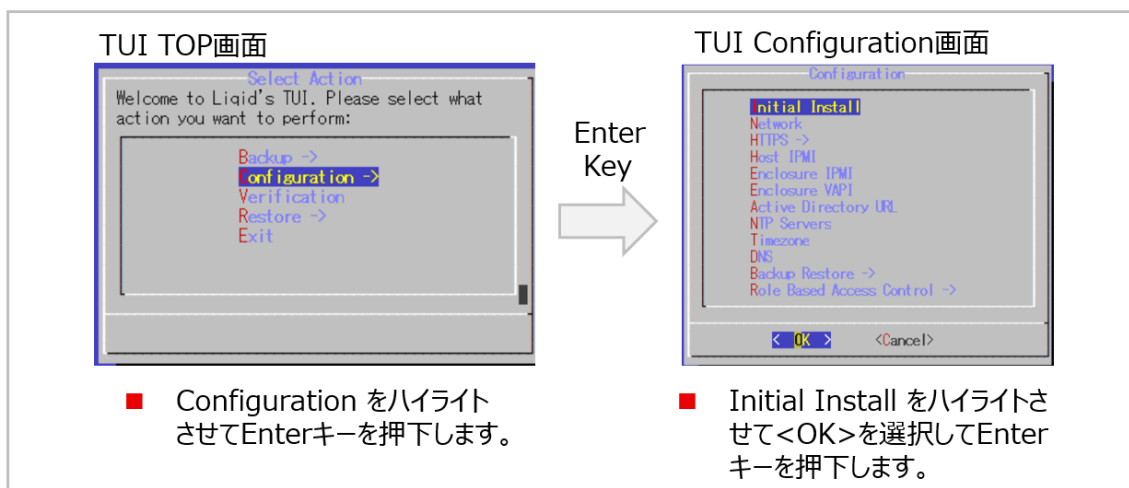 TUI TOP画面
Select Action
Welcome to Liqid's TUI. Please select what
action you want to perform:
Backup ->
Configuration ->
Verification
Restore ->
Exit
Enter
Key
TUI Configuration画面
Configuration
Initial Install
Network
HTTPS ->
Host IPMI
Enclosure IPMI
Enclosure VAPI
Active Directory URL
NTP Servers
Timezone
DNS
Backup Restore ->
Role Based Access Control ->
< OK > <Cancel>
■ Configuration をハイライト
させてEnterキーを押下します。
■ Initial Install をハイライトさ
せて<OK>を選択してEnter
キーを押下します。